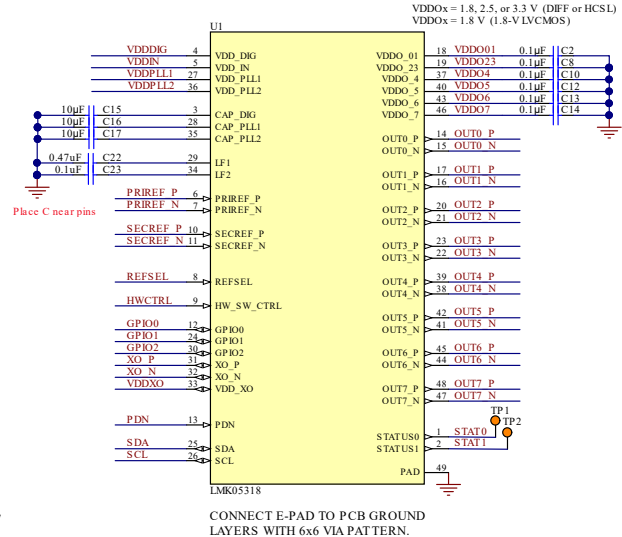 VDDOx = 1.8, 2.5, or 3.3 V (DIFF or HCSL)
VDDOx = 1.8 V (1.8-V LVCMOS)
U1
VDDDIG 4 VDD_DIG
VDDIN 5 VDD_IN
VDDPLL1 27 VDD_PLL1
VDDPLL2 36 VDD_PLL2
10µF C15 3 CAP_DIG
10µF C16 28 CAP_PLL1
10µF C17 35 CAP_PLL2
0.47uF C22 29 LF1
0.1uF C23 34 LF2
Place C near pins
PRIREF_P 6 PRIREF_P
PRIREF_N 7 PRIREF_N
SECREF_P 10 SECREF_P
SECREF_N 11 SECREF_N
REFSEL 8 REFSEL
HWCTRL 9 HW_SW_CTRL
GPIO0 12 GPIO0
GPIO1 24 GPIO1
GPIO2 30 GPIO2
XO_P 31 XO_P
XO_N 32 XO_N
VDDXO 33 VDD_XO
PDN 13 PDN
SDA 25 SDA
SCL 26 SCL
VDDO_01 18 VDDO01 0.1µF C2
VDDO_23 19 VDDO23 0.1µF C8
VDDO_4 37 VDDO4 0.1µF C10
VDDO_5 40 VDDO5 0.1µF C12
VDDO_6 43 VDDO6 0.1µF C13
VDDO_7 46 VDDO7 0.1µF C14
OUT0_P 14 OUT0_P
OUT0_N 15 OUT0_N
OUT1_P 17 OUT1_P
OUT1_N 16 OUT1_N
OUT2_P 20 OUT2_P
OUT2_N 21 OUT2_N
OUT3_P 23 OUT3_P
OUT3_N 22 OUT3_N
OUT4_P 39 OUT4_P
OUT4_N 38 OUT4_N
OUT5_P 42 OUT5_P
OUT5_N 41 OUT5_N
OUT6_P 45 OUT6_P
OUT6_N 44 OUT6_N
OUT7_P 48 OUT7_P
OUT7_N 47 OUT7_N
TP1
TP2
STATUS0 1 STAT0
STATUS1 2 STAT1
PAD 49
LMK05318
CONNECT E-PAD TO PCB GROUND
LAYERS WITH 6x6 VIA PATTERN.